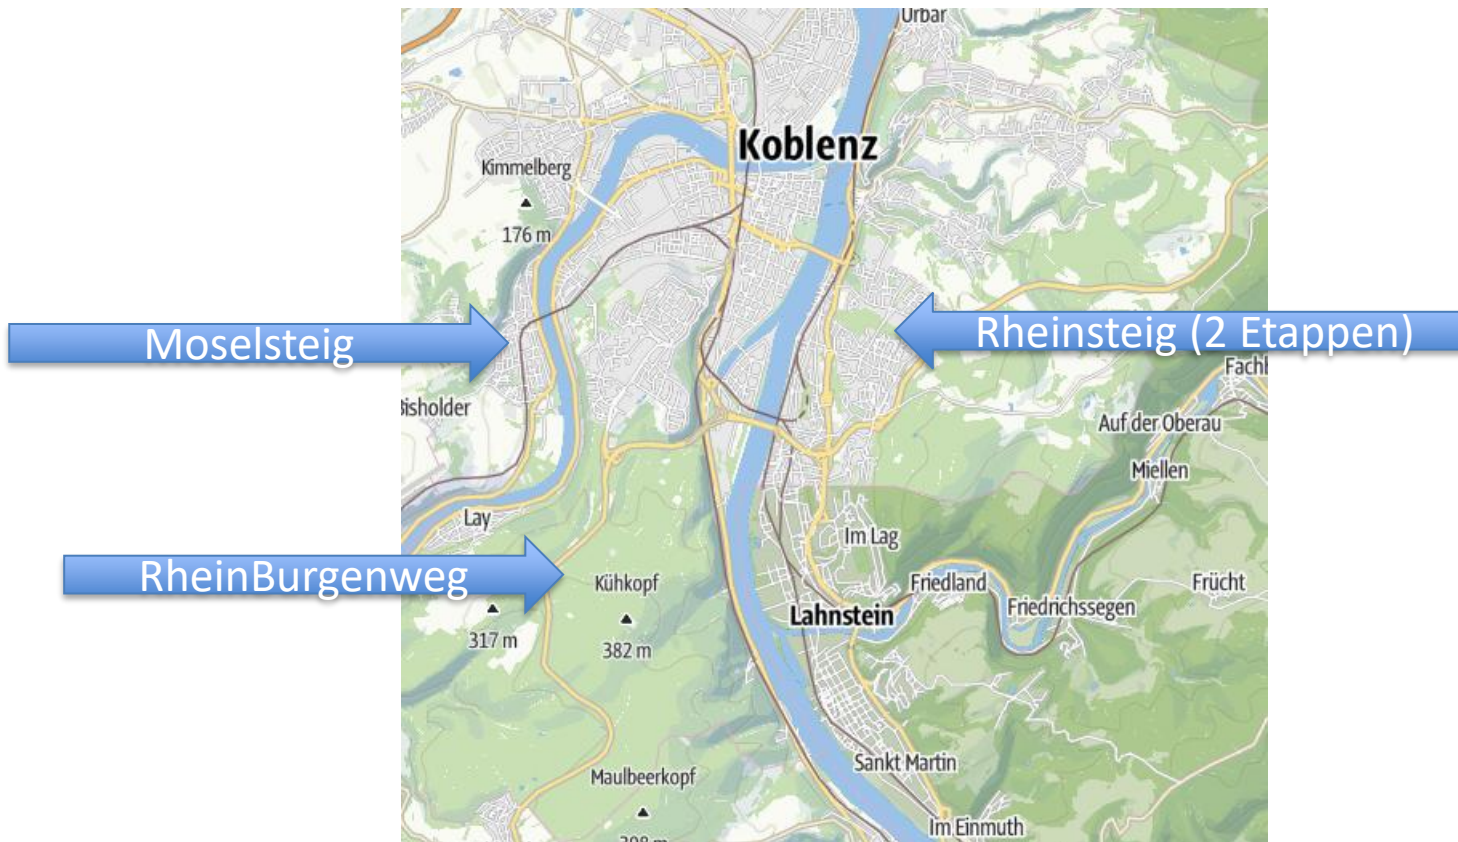 Urbar
Koblenz
Kimmelberg
176 m
Moselsteig
Rheinsteig (2 Etappen)
Auf der Oberau
Miellen
Lay
Im Lag
RheinBurgenweg
Kühkopf
Friedland
Frücht
Friedrichssegen
317 m
382 m
Lahnstein
Sankt Martin
Maulbeerkopf
Im Einmuth